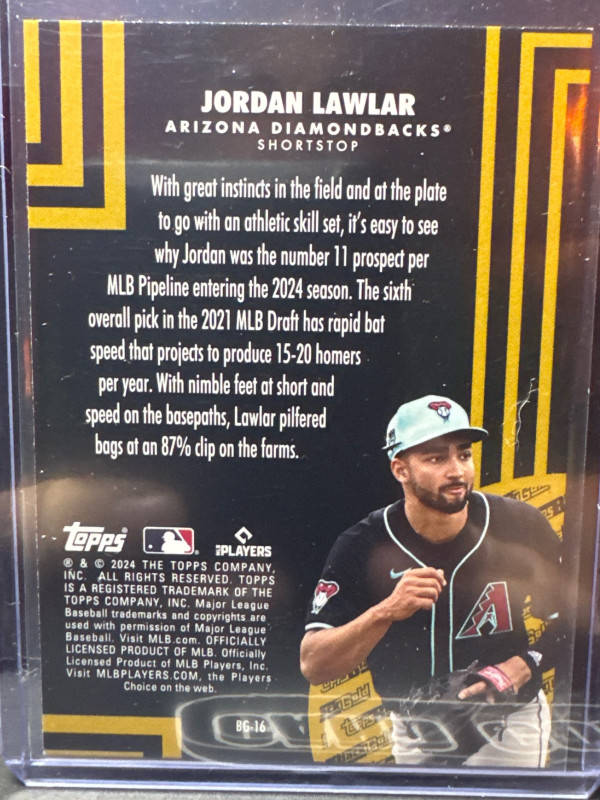 JORDAN LAWLAR
ARIZONA DIAMONDBACKS®
SHORTSTOP
With great instincts in the field and at the plate
to go with an athletic skill set, it's easy to see
why Jordan was the number 11 prospect per
MLB Pipeline entering the 2024 season. The sixth
overall pick in the 2021 MLB Draft has rapid bat
speed that projects to produce 15-20 homers
per year. With nimble feet at short and
speed on the basepaths, Lawlar pilfered
bags at an 87% clip on the farms.
topps® PLAYERS
® & © 2024 THE TOPPS COMPANY,
INC. ALL RIGHTS RESERVED. TOPPS
IS A REGISTERED TRADEMARK OF THE
TOPPS COMPANY, INC. Major League
Baseball trademarks and copyrights are
used with permission of Major League
Baseball. Visit MLB.com. OFFICIALLY
LICENSED PRODUCT OF MLB. Officially
Licensed Product of MLB Players, Inc.
Visit MLBPLAYERS.COM, the Players
Choice on the web.
BG-16